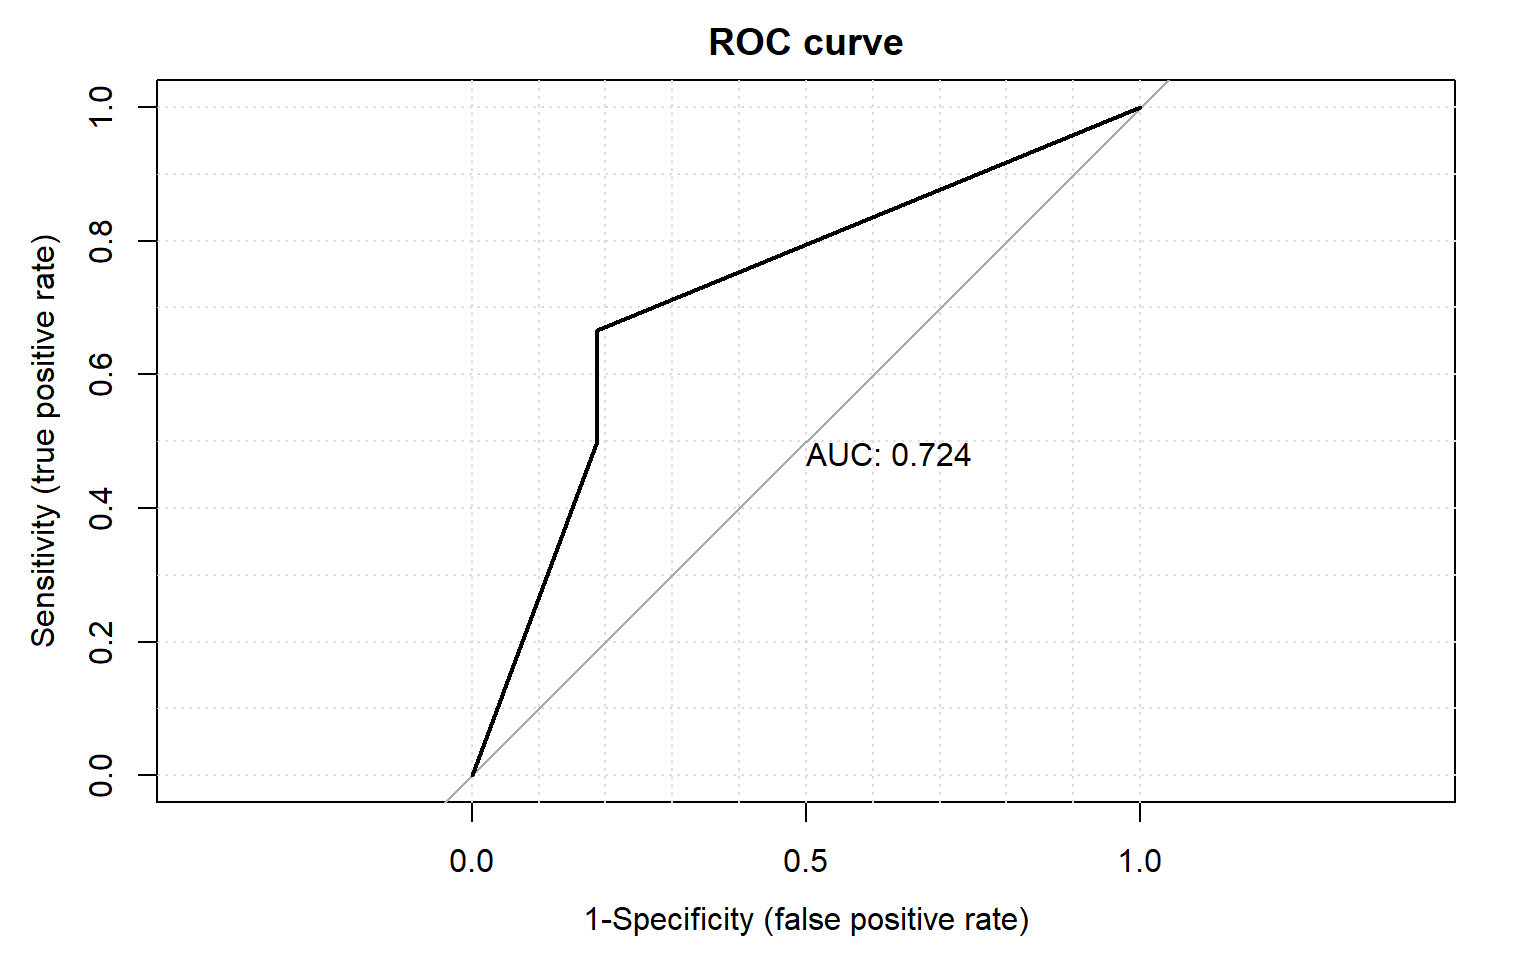 ROC curve
Sensitivity (true positive rate)
1.0
0.8
0.6
0.4
0.2
0.0
AUC: 0.724
0.0 0.5 1.0
1-Specificity (false positive rate)